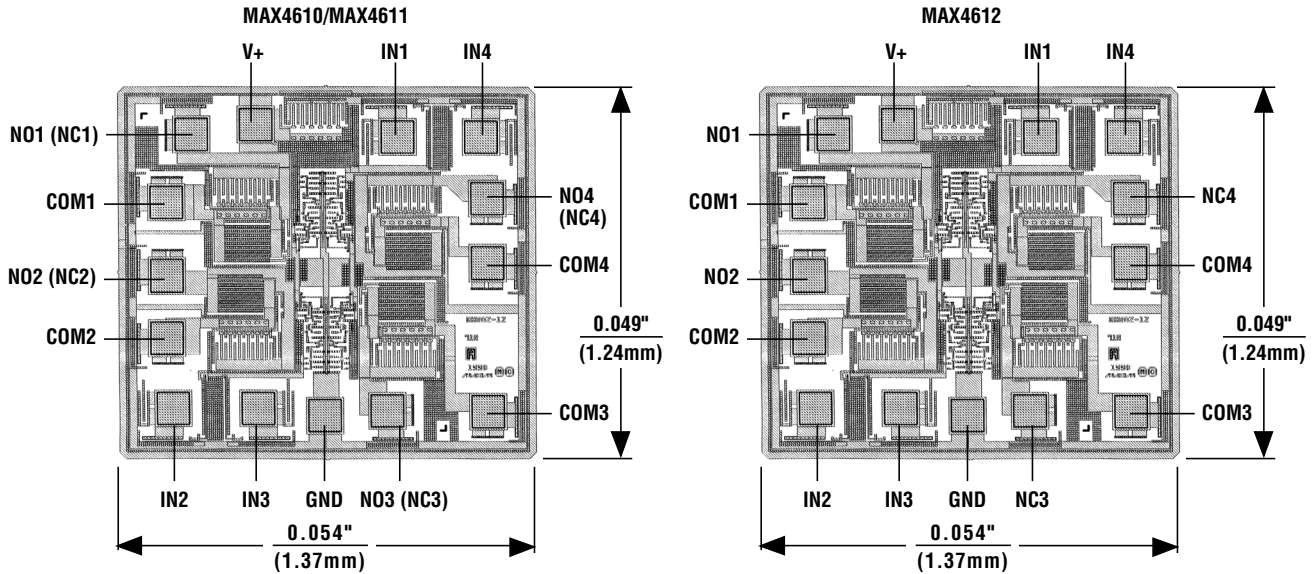 MAX4610/MAX4611
V+ IN1 IN4
NO1 (NC1)
COM1
NO4
(NC4)
NO2 (NC2)
COM4
COM2
0.049"
(1.24mm)
COM3
IN2 IN3 GND NO3 (NC3)
0.054"
(1.37mm)
1998
MAX4612
V+ IN1 IN4
NO1
COM1
NC4
NO2
COM4
COM2
0.049"
(1.24mm)
COM3
IN2 IN3 GND NC3
0.054"
(1.37mm)
1998